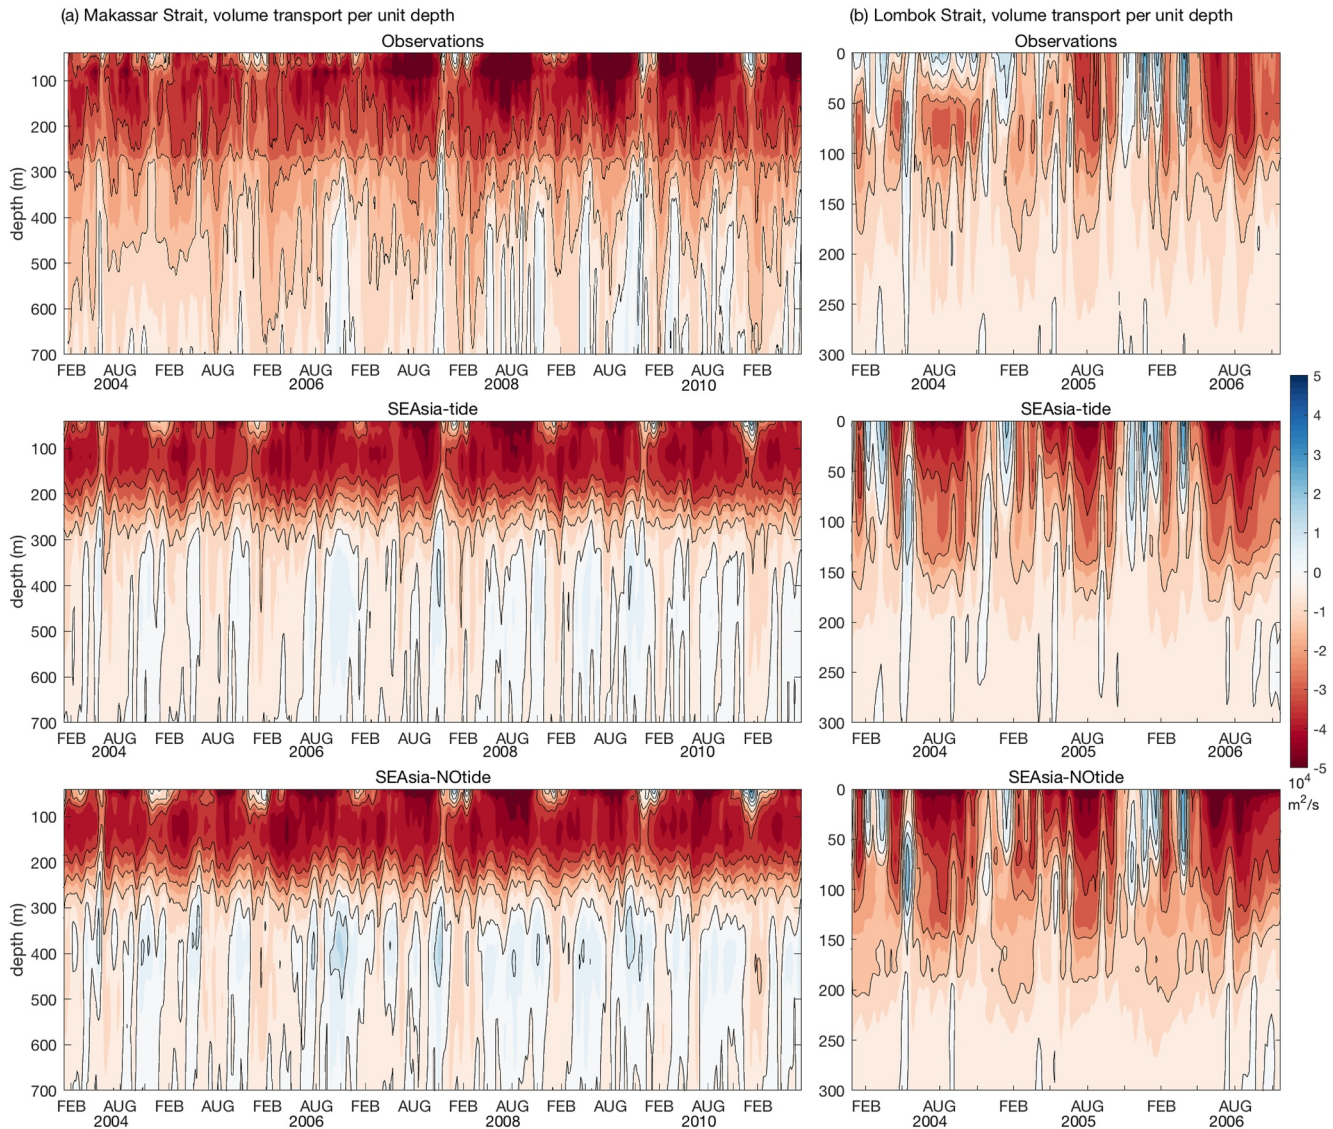 (a) Makassar Strait, volume transport per unit depth
Observations
100
200
300
400
500
600
700
depth (m)
FEB AUG FEB AUG FEB AUG FEB AUG FEB AUG FEB AUG FEB AUG FEB
2004 2006 2008 2010
SEAsia-tide
100
200
300
400
500
600
700
depth (m)
FEB AUG FEB AUG FEB AUG FEB AUG FEB AUG FEB AUG FEB AUG FEB
2004 2006 2008 2010
SEAsia-NOtide
100
200
300
400
500
600
700
depth (m)
FEB AUG FEB AUG FEB AUG FEB AUG FEB AUG FEB AUG FEB AUG FEB
2004 2006 2008 2010
(b) Lombok Strait, volume transport per unit depth
Observations
0
50
100
150
200
250
300
FEB AUG FEB AUG FEB AUG
2004 2005 2006
SEAsia-tide
0
50
100
150
200
250
300
FEB AUG FEB AUG FEB AUG
2004 2005 2006
SEAsia-NOtide
0
50
100
150
200
250
300
FEB AUG FEB AUG FEB AUG
2004 2005 2006
5
4
3
2
1
0
-1
-2
-3
-4
-5
10⁴
m²/s